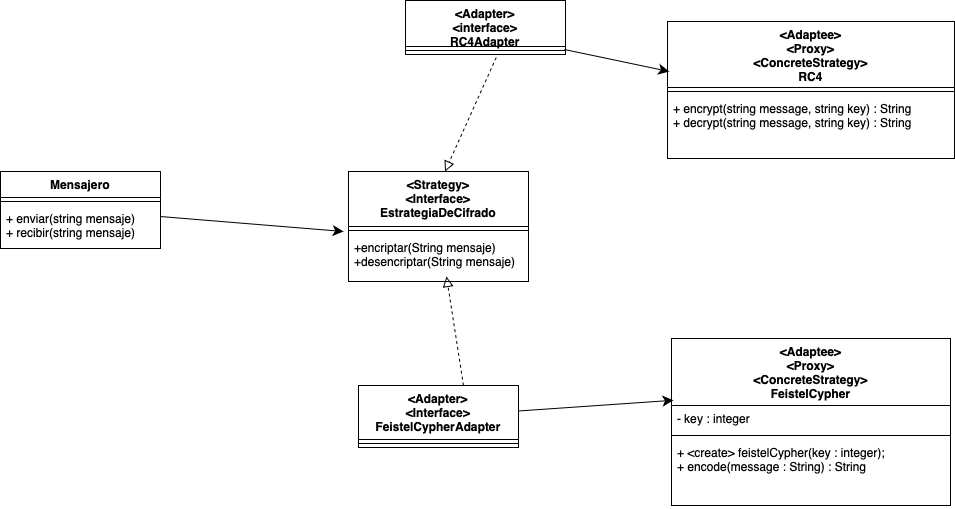 <Adapter>
<interface>
RC4Adapter
<Adaptee>
<Proxy>
<ConcreteStrategy>
RC4
+ encrypt(string message, string key) : String
+ decrypt(string message, string key) : String
Mensajero
+ enviar(string mensaje)
+ recibir(string mensaje)
<Strategy>
<Interface>
EstrategiaDeCifrado
+encriptar(String mensaje)
+desencriptar(String mensaje)
<Adapter>
<Interface>
FeistelCypherAdapter
<Adaptee>
<Proxy>
<ConcreteStrategy>
FeistelCypher
- key : integer
+ <create> feistelCypher(key : integer);
+ encode(message : String) : String